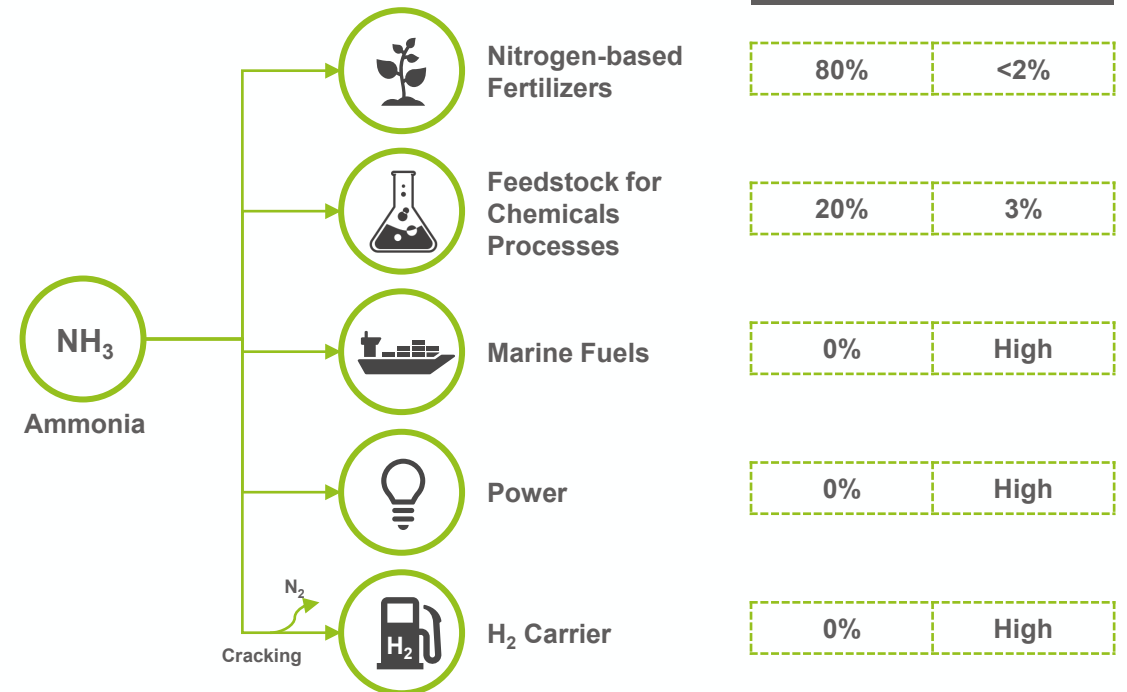 Nitrogen-based
Fertilizers
80% <2%
Feedstock for
Chemicals
Processes
20% 3%
NH₃
Ammonia
Marine Fuels
0% High
Power
0% High
N₂
Cracking
H₂
H₂ Carrier
0% High